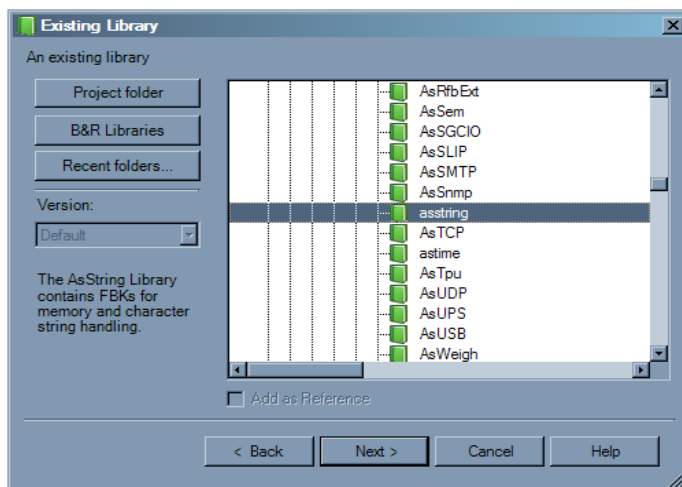 Existing Library
An existing library
Project folder
B&R Libraries
Recent folders...
Version:
Default
The AsString Library
contains FBKs for
memory and character
string handling.
AsRfbExt
AsSem
AsSGCIO
AsSLIP
AsSMTP
AsSnmp
asstring
AsTCP
astime
AsTpu
AsUDP
AsUPS
AsUSB
AsWeigh
Add as Reference
< Back
Next >
Cancel
Help